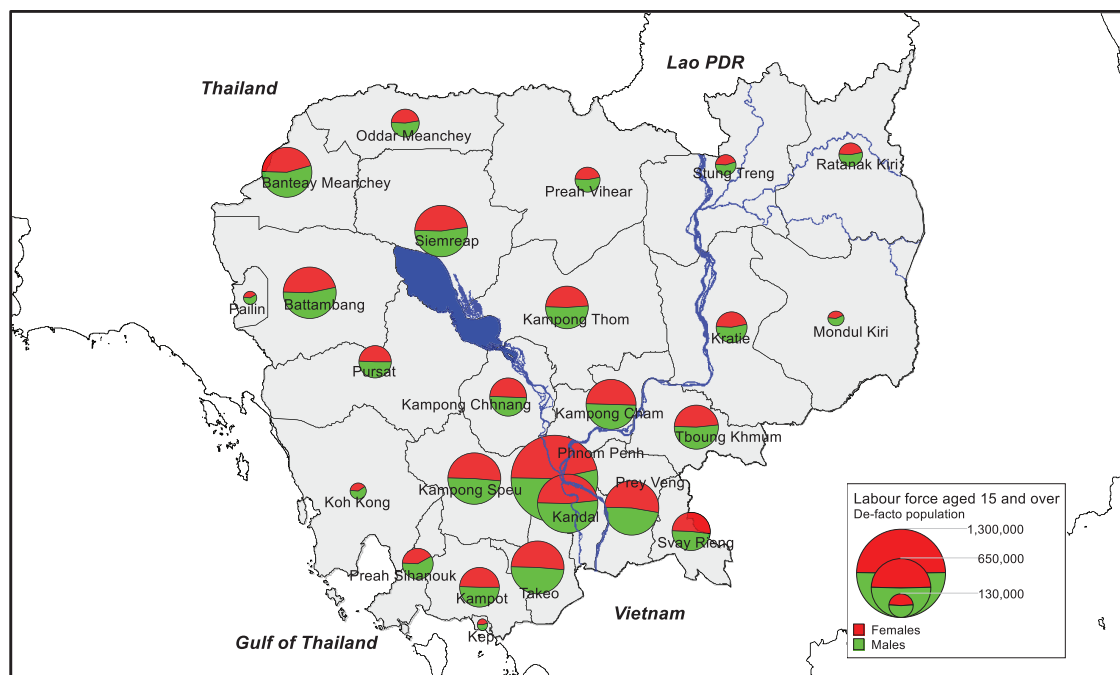 Lao PDR
Thailand
Oddar Meanchey
Banteay Meanchey
Preah Vihear
Stung Treng
Ratanak Kiri
Siemreap
Pailin
Battambang
Kampong Thom
Kratie
Mondul Kiri
Pursat
Kampong Chhnang
Kampong Cham
Tboung Khmum
Phnom Penh
Koh Kong
Kampong Speu
Prey Veng
Kandal
Svay Rieng
Preah Sihanouk
Kampot
Takeo
Kep
Vietnam
Gulf of Thailand
Labour force aged 15 and over
De-facto population
1,300,000
650,000
130,000
Females
Males